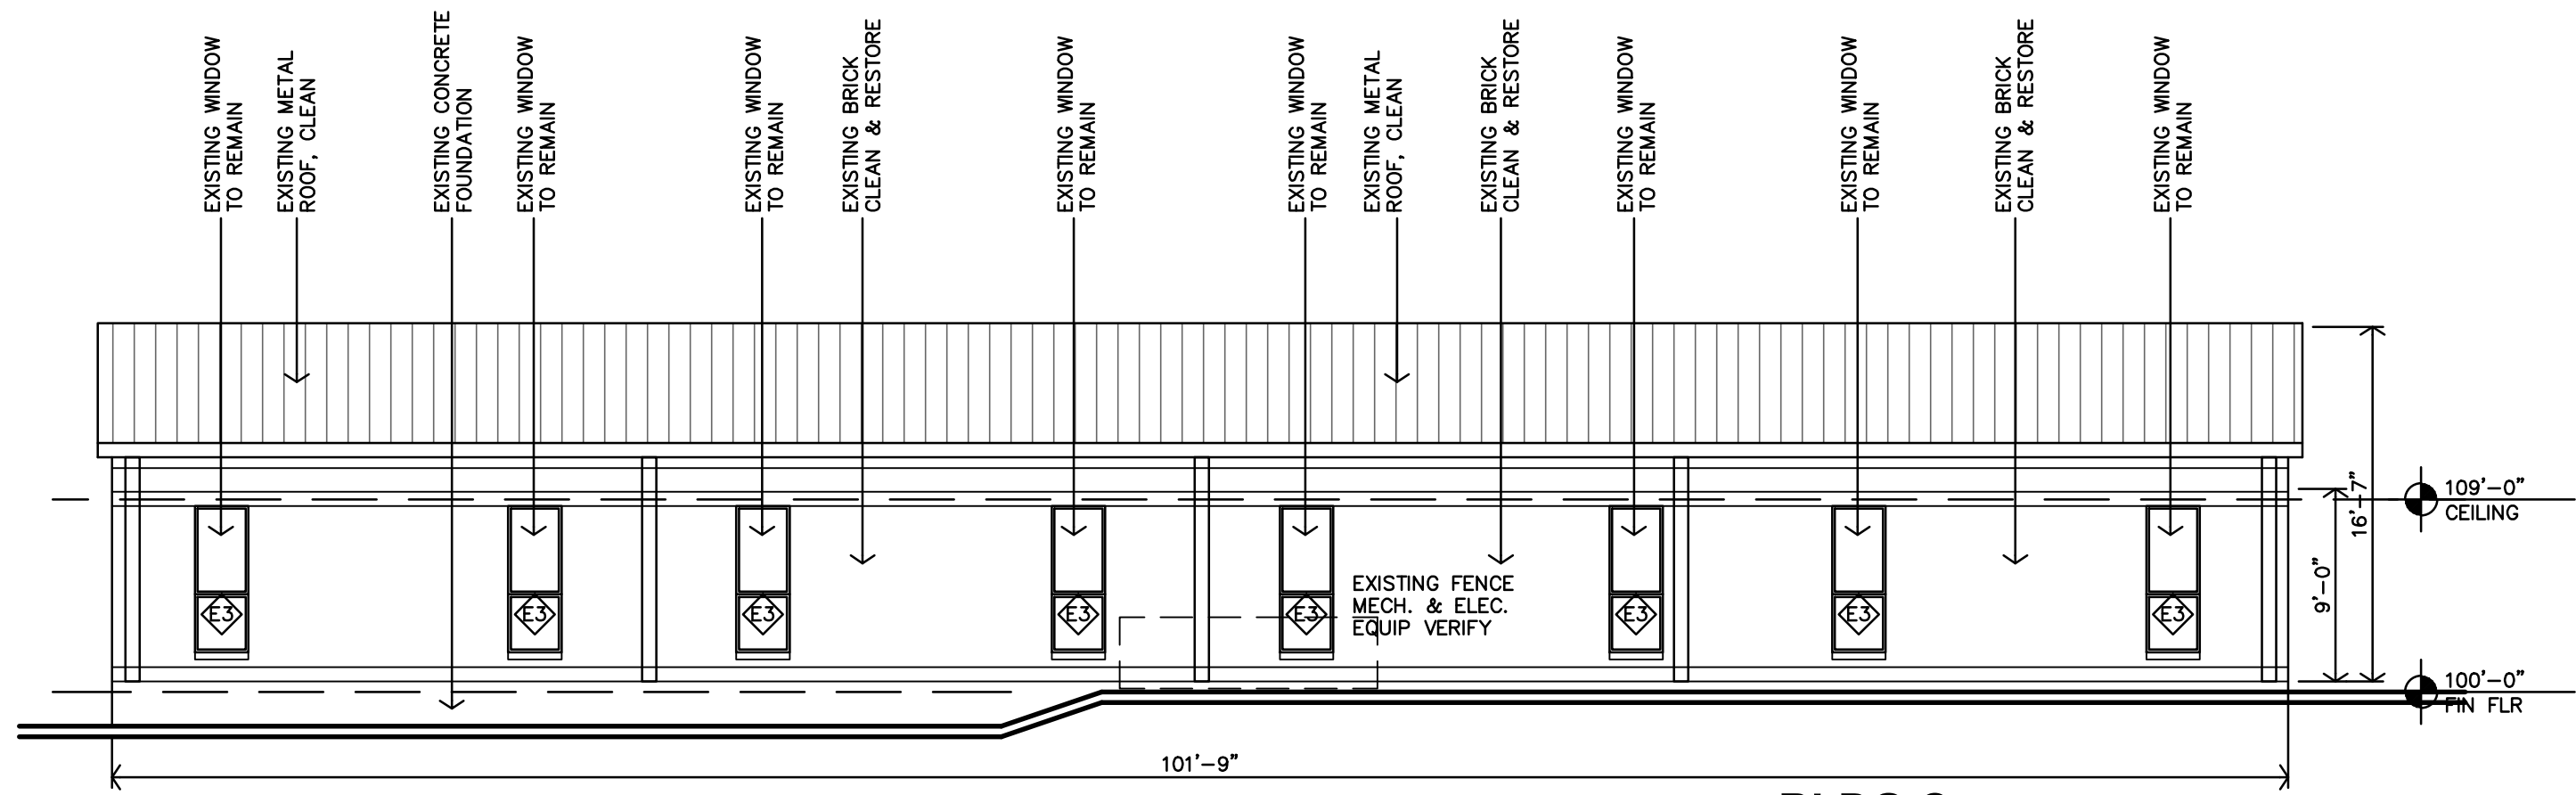 EXISTING WINDOW
TO REMAIN
EXISTING METAL
ROOF, CLEAN
EXISTING CONCRETE
FOUNDATION
EXISTING WINDOW
TO REMAIN
EXISTING WINDOW
TO REMAIN
EXISTING BRICK
CLEAN & RESTORE
EXISTING WINDOW
TO REMAIN
EXISTING WINDOW
TO REMAIN
EXISTING METAL
ROOF, CLEAN
EXISTING BRICK
CLEAN & RESTORE
EXISTING WINDOW
TO REMAIN
EXISTING WINDOW
TO REMAIN
EXISTING BRICK
CLEAN & RESTORE
EXISTING WINDOW
TO REMAIN
16'-7"
109'-0"
CEILING
9'-0"
EXISTING FENCE
MECH. & ELEC.
EQUIP VERIFY
E3
E3
E3
E3
E3
E3
E3
E3
100'-0"
FIN FLR
101'-9"